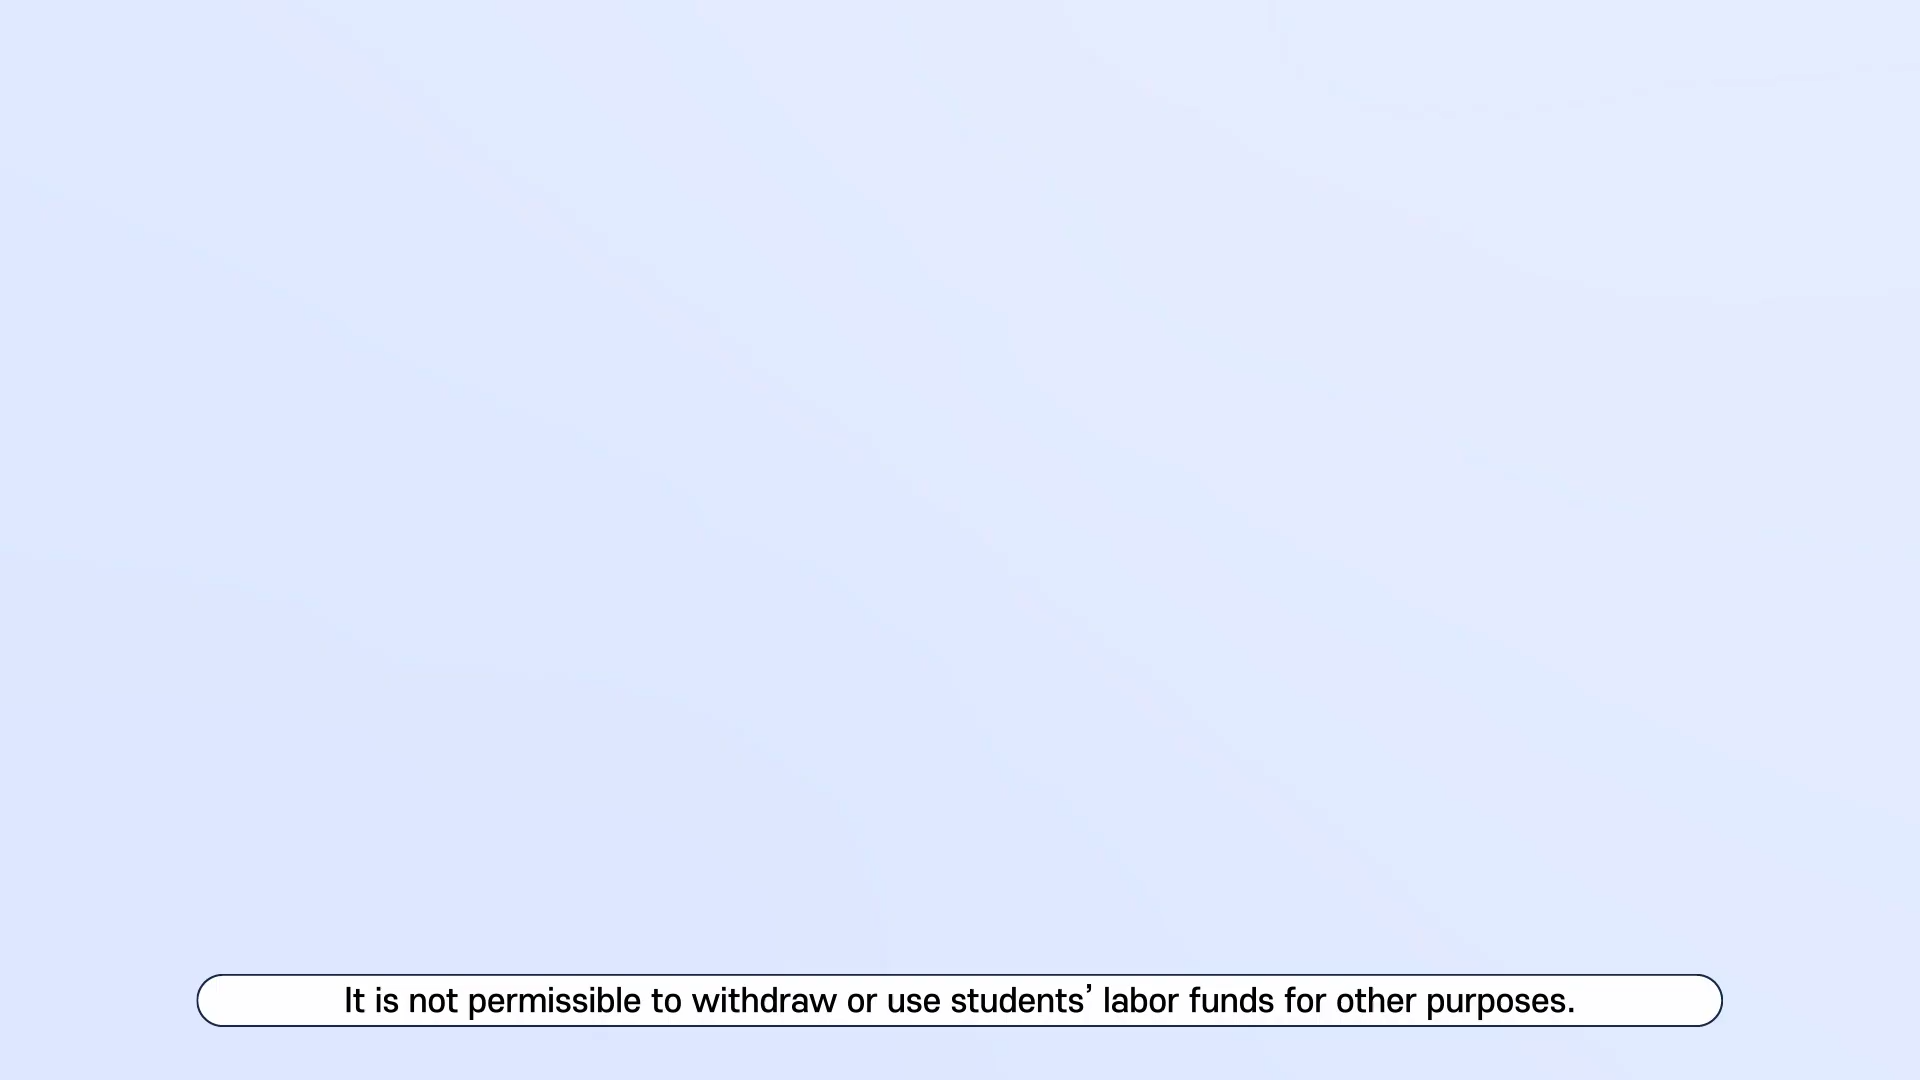 It is not permissible to withdraw or use students’ labor funds for other purposes.